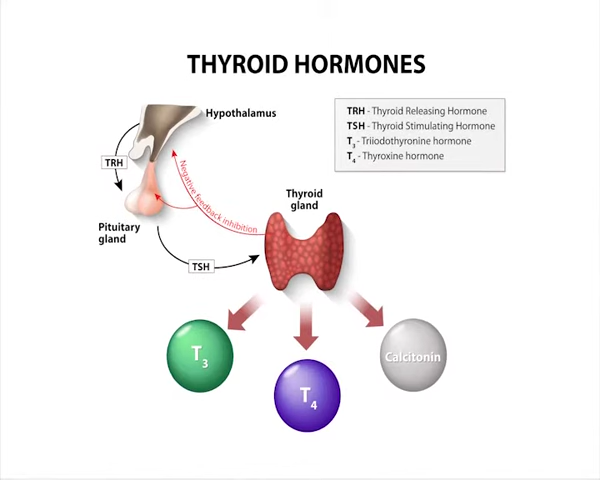 THYROID HORMONES
Hypothalamus
TRH - Thyroid Releasing Hormone
TSH - Thyroid Stimulating Hormone
T3 - Triiodothyronine hormone
T4 - Thyroxine hormone
TRH
Negative feedback inhibition
Thyroid
gland
Pituitary
gland
TSH
T3
T4
Calcitonin